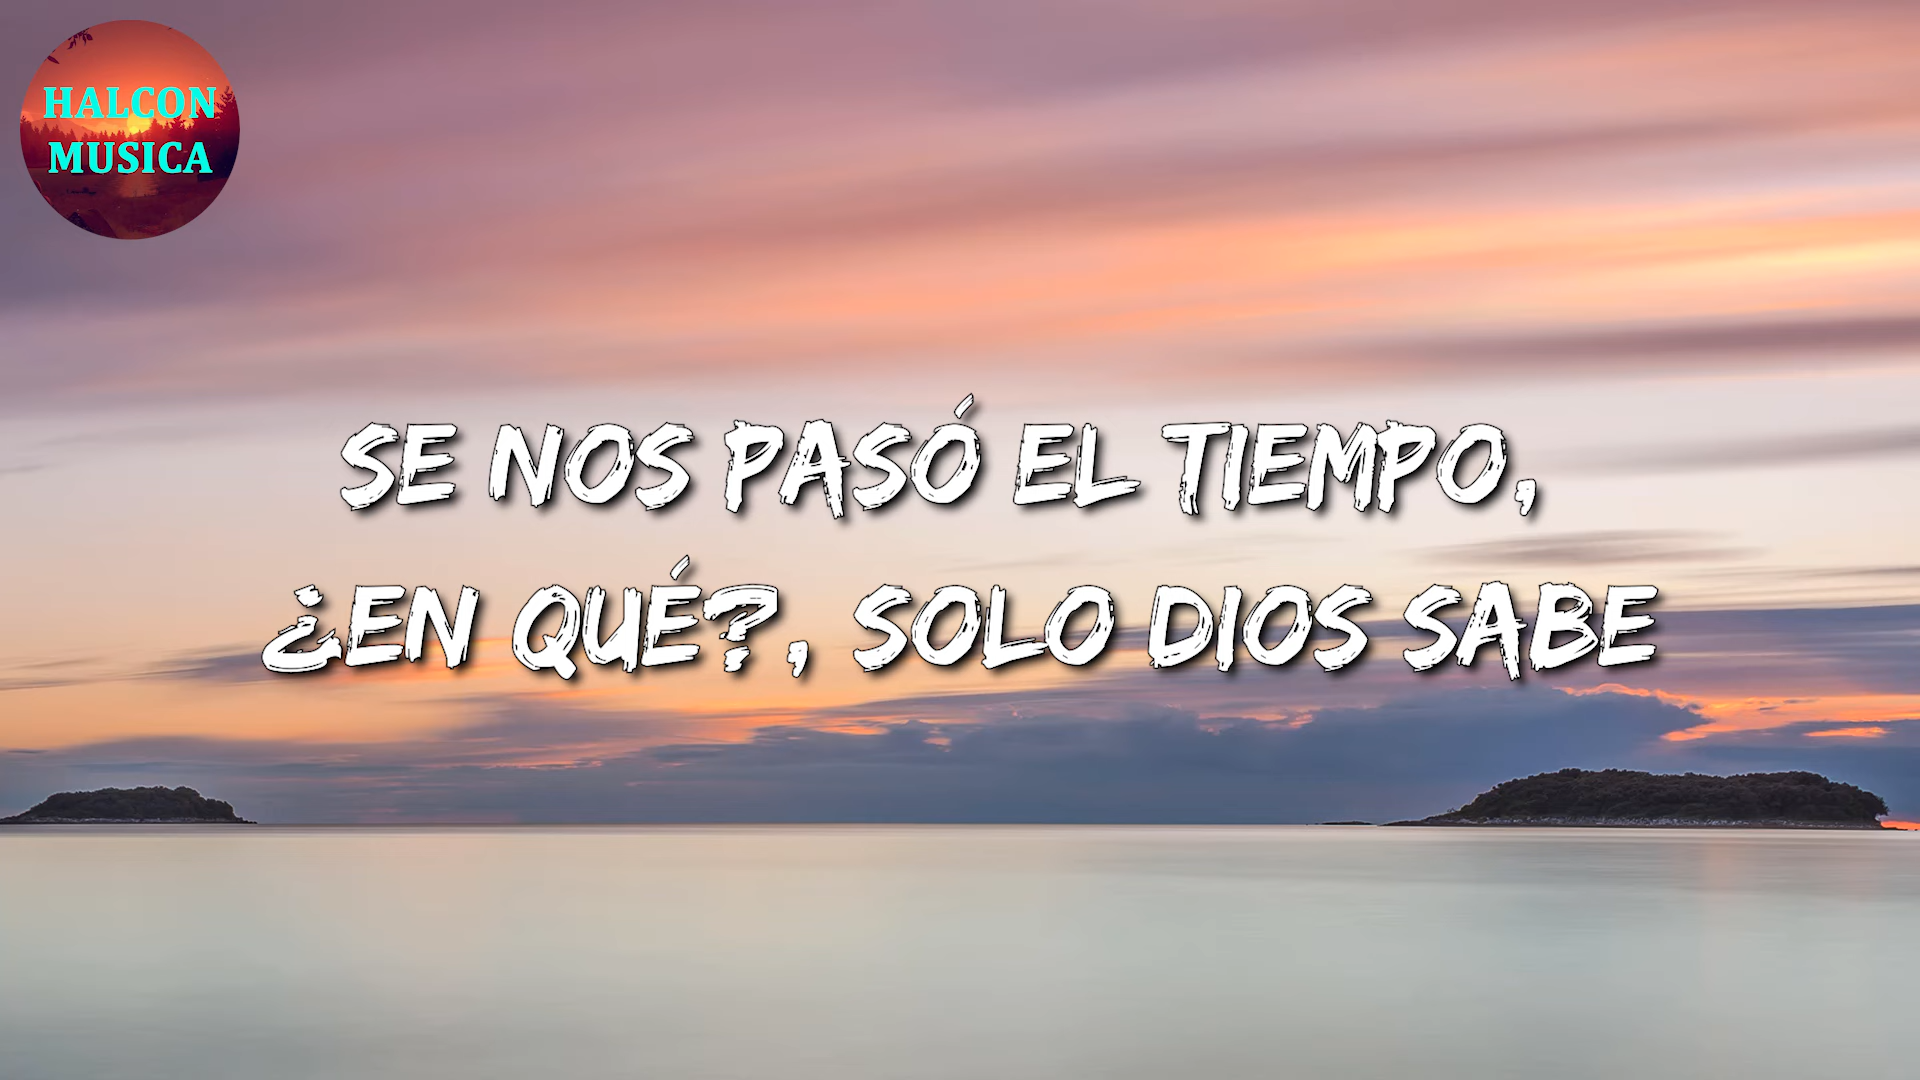 HALCON
MUSICA
SE NOS PASÓ EL TIEMPO,
¿EN QUÉ?, SOLO DIOS SABE